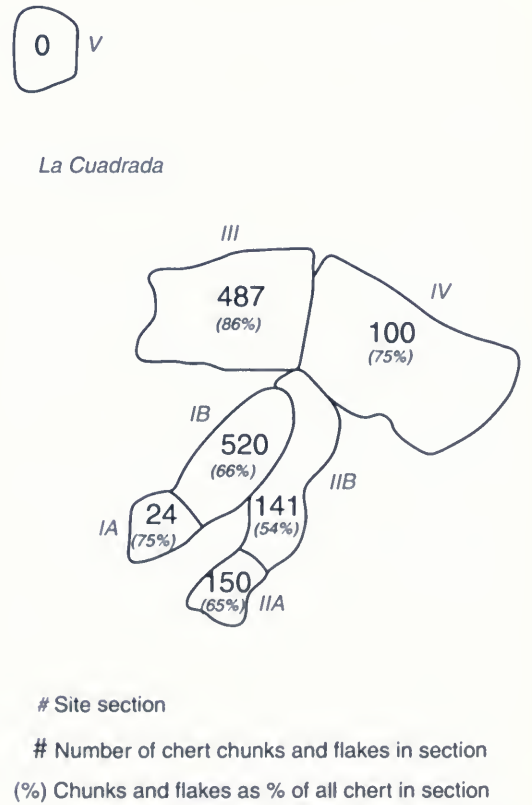 0 V
La Cuadrada
III
487
(86%)
IV
100
(75%)
IB
520
(66%)
IIB
141
(54%)
IA
24
(75%)
150
(65%)
IIA
# Site section
# Number of chert chunks and flakes in section
(%) Chunks and flakes as % of all chert in section